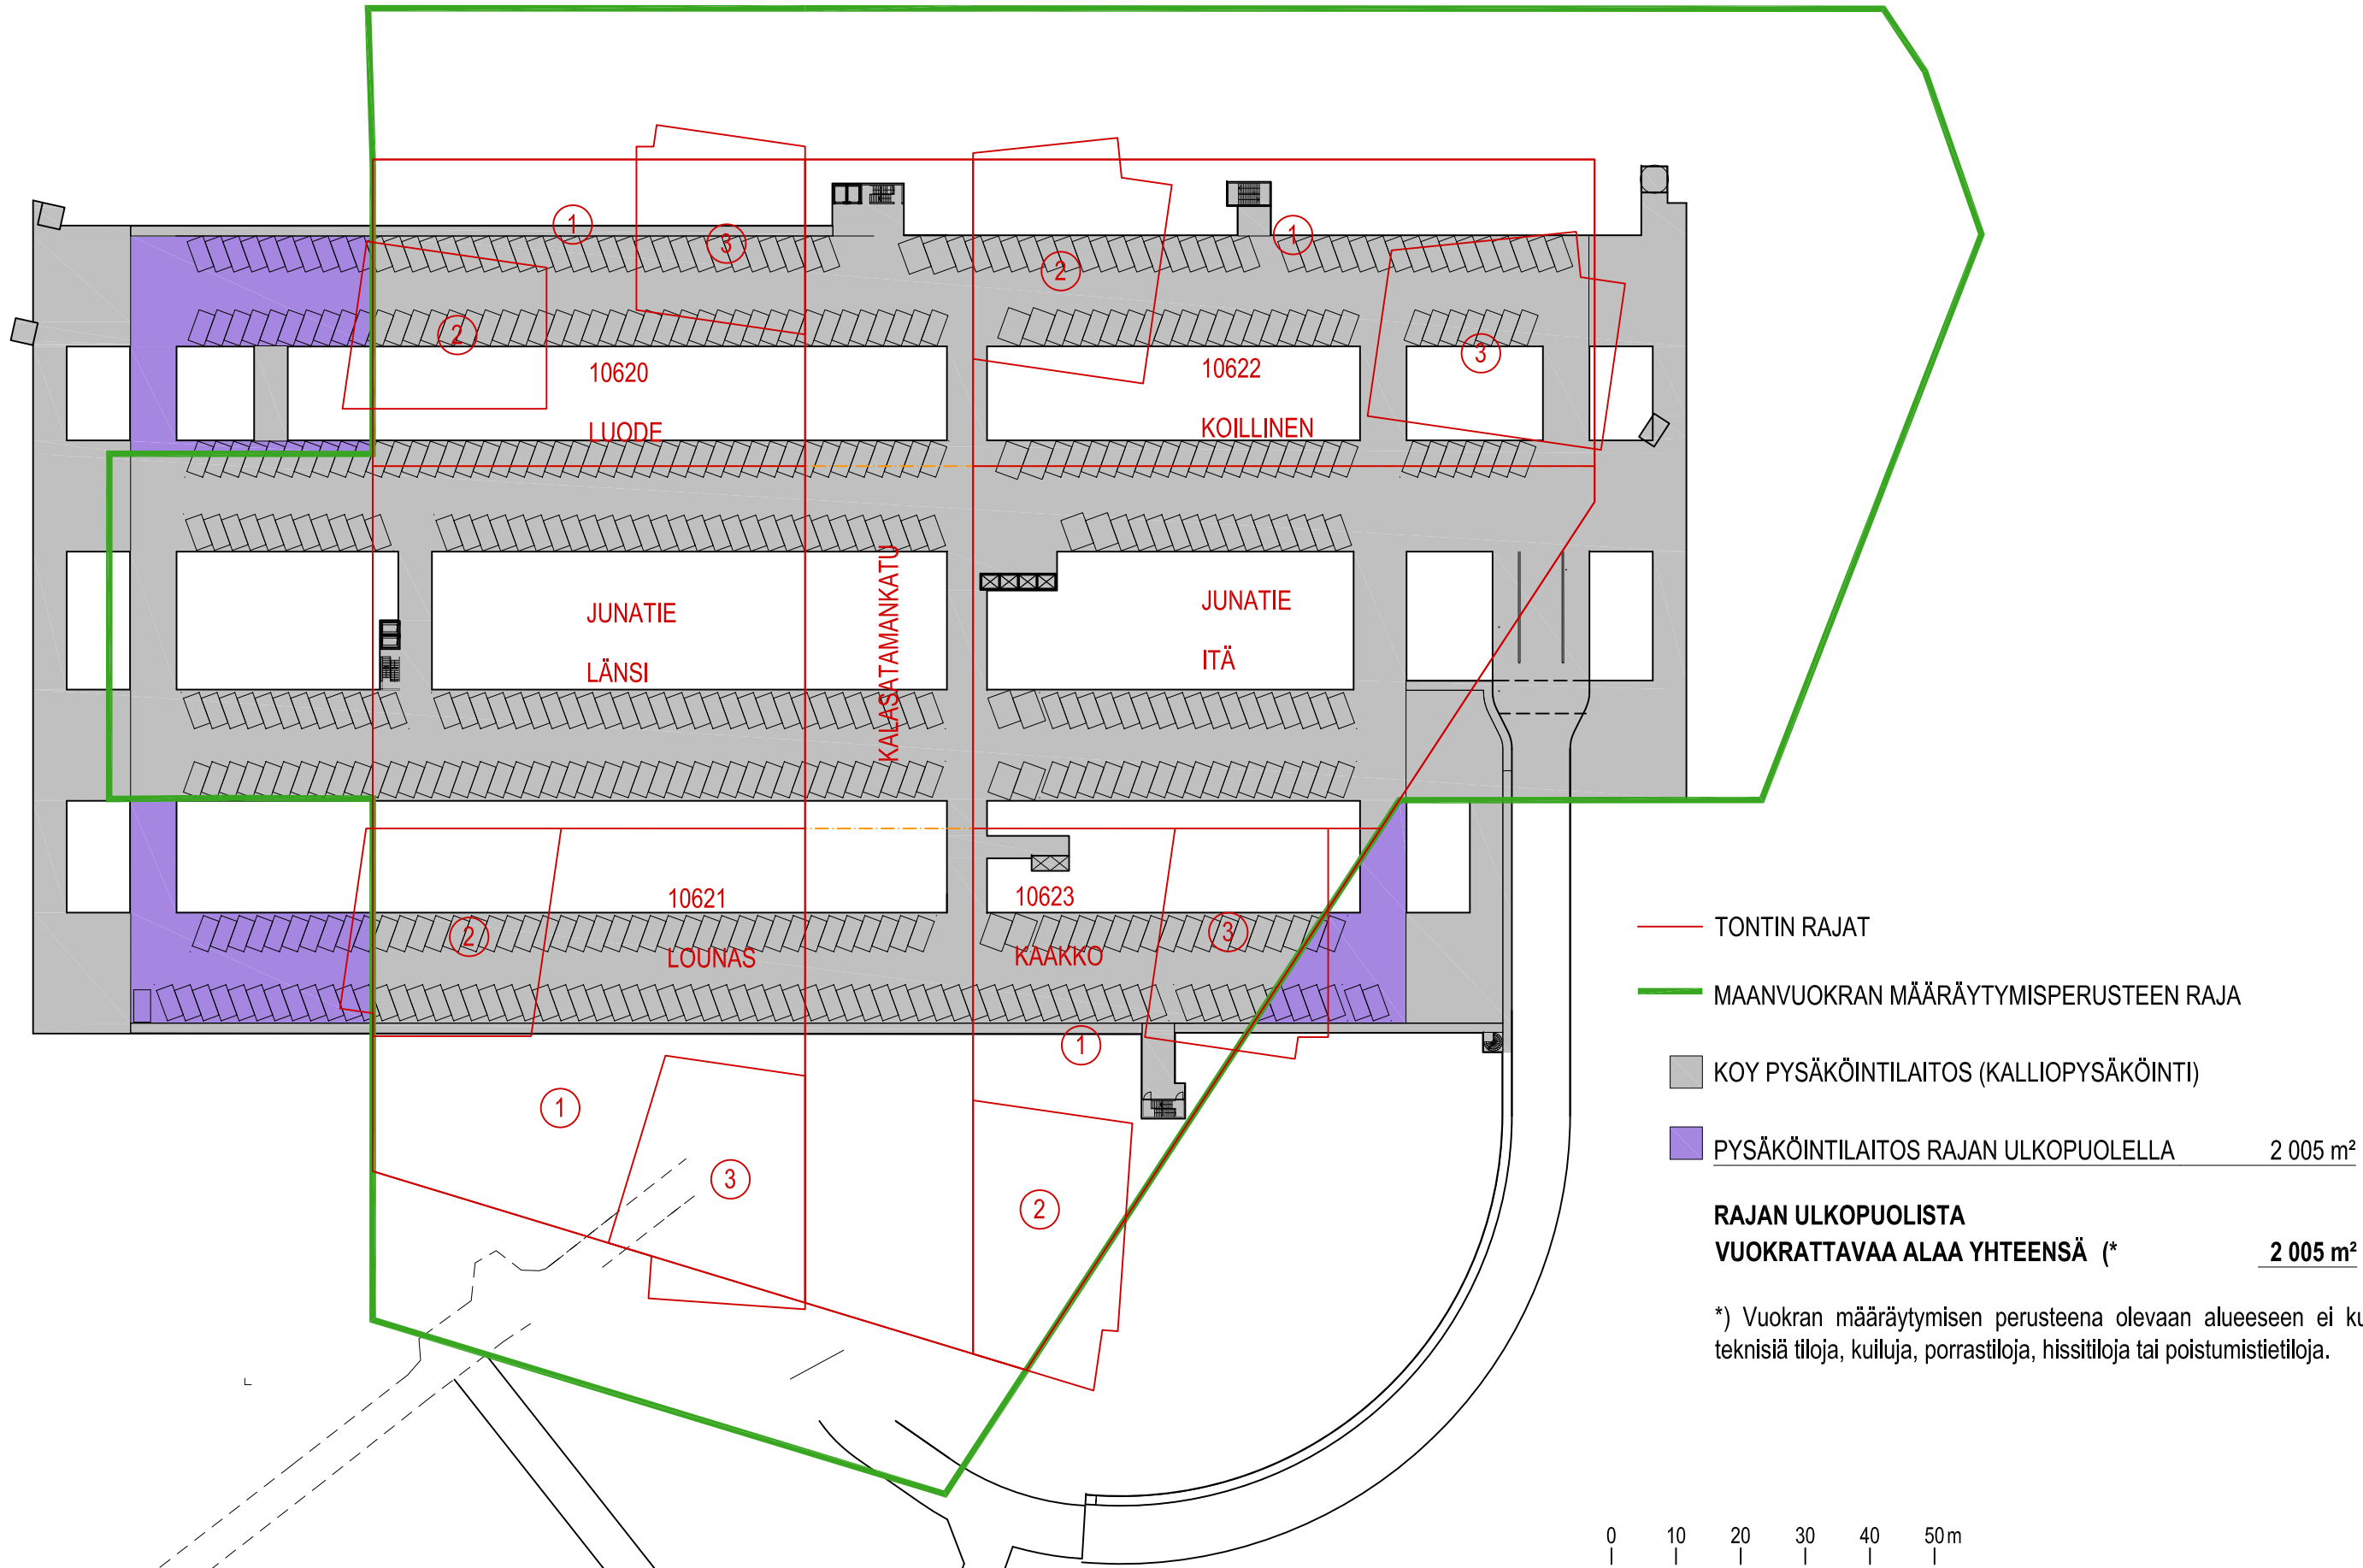 1
3
2
1
2
3
10620
LUODE
10622
KOILLINEN
JUNATIE
LÄNSI
KALASATAMANKATU
JUNATIE
ITÄ
10621
LOUNAS
2
10623
KAAKKO
3
1
1
3
2
TONTIN RAJAT
MAANVUOKRAN MÄÄRÄYTYMISPERUSTEEN RAJA
KOY PYSÄKÖINTILAITOS (KALLIOPYSÄKÖINTI)
PYSÄKÖINTILAITOS RAJAN ULKOPUOLELLA 2 005 m²
RAJAN ULKOPUOLISTA
VUOKRATTAVAA ALAA YHTEENSÄ (* 2 005 m²
*) Vuokran määräytymisen perusteena olevaan alueeseen ei
teknisiä tiloja, kuiluja, porrastiloja, hissitiloja tai poistumistietiloja.
0 10 20 30 40 50 m